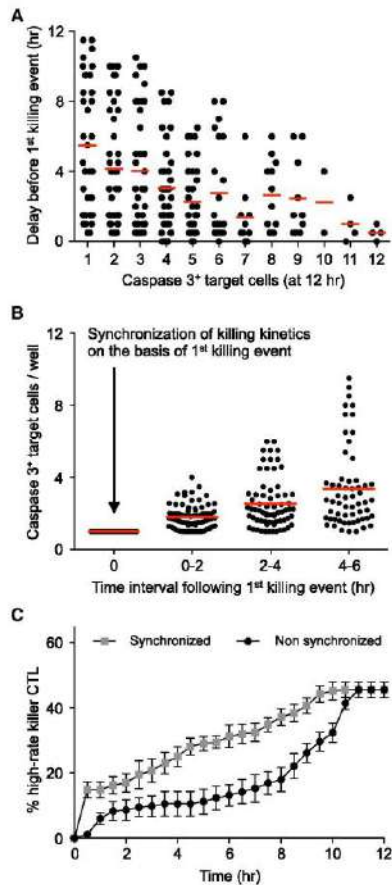 A
Delay before 1st killing event (hr)
12
8
4
0
1 2 3 4 5 6 7 8 9 10 11 12
Caspase 3+ target cells (at 12 hr)
B
Caspase 3+ target cells / well
12
8
4
0
Synchronization of killing kinetics
on the basis of 1st killing event
0 0-2 2-4 4-6
Time interval following 1st killing event (hr)
C
% high-rate killer CTL
60
40
20
0
Synchronized Non synchronized
0 2 4 6 8 10 12
Time (hr)